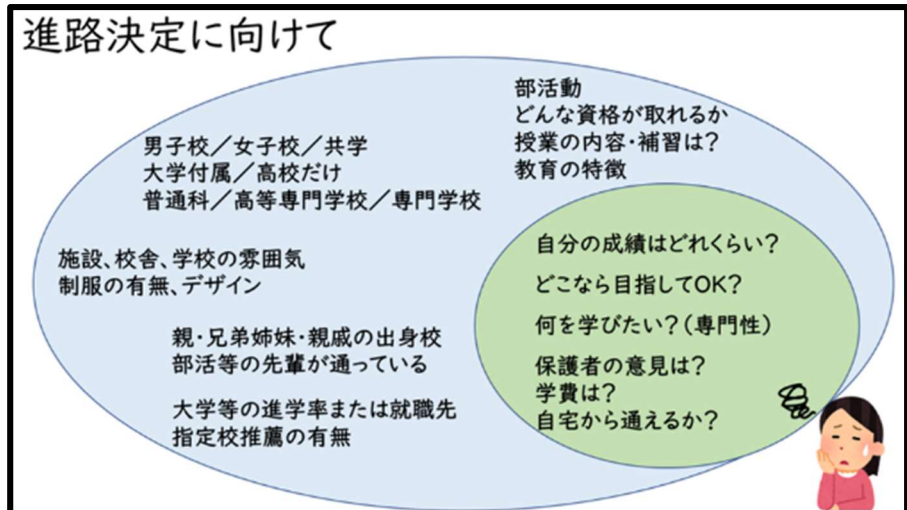 進路決定に向けて
部活動
どんな資格が取れるか
授業の内容・補習は?
教育の特徴
男子校／女子校／共学
大学付属／高校だけ
普通科／高等専門学校／専門学校
施設、校舎、学校の雰囲気
制服の有無、デザイン
親・兄弟姉妹・親戚の出身校
部活等の先輩が通っている
大学等の進学率または就職先
指定校推薦の有無
自分の成績はどれくらい?
どこなら目指してOK?
何を学びたい?(専門性)
保護者の意見は?
学費は?
自宅から通えるか?